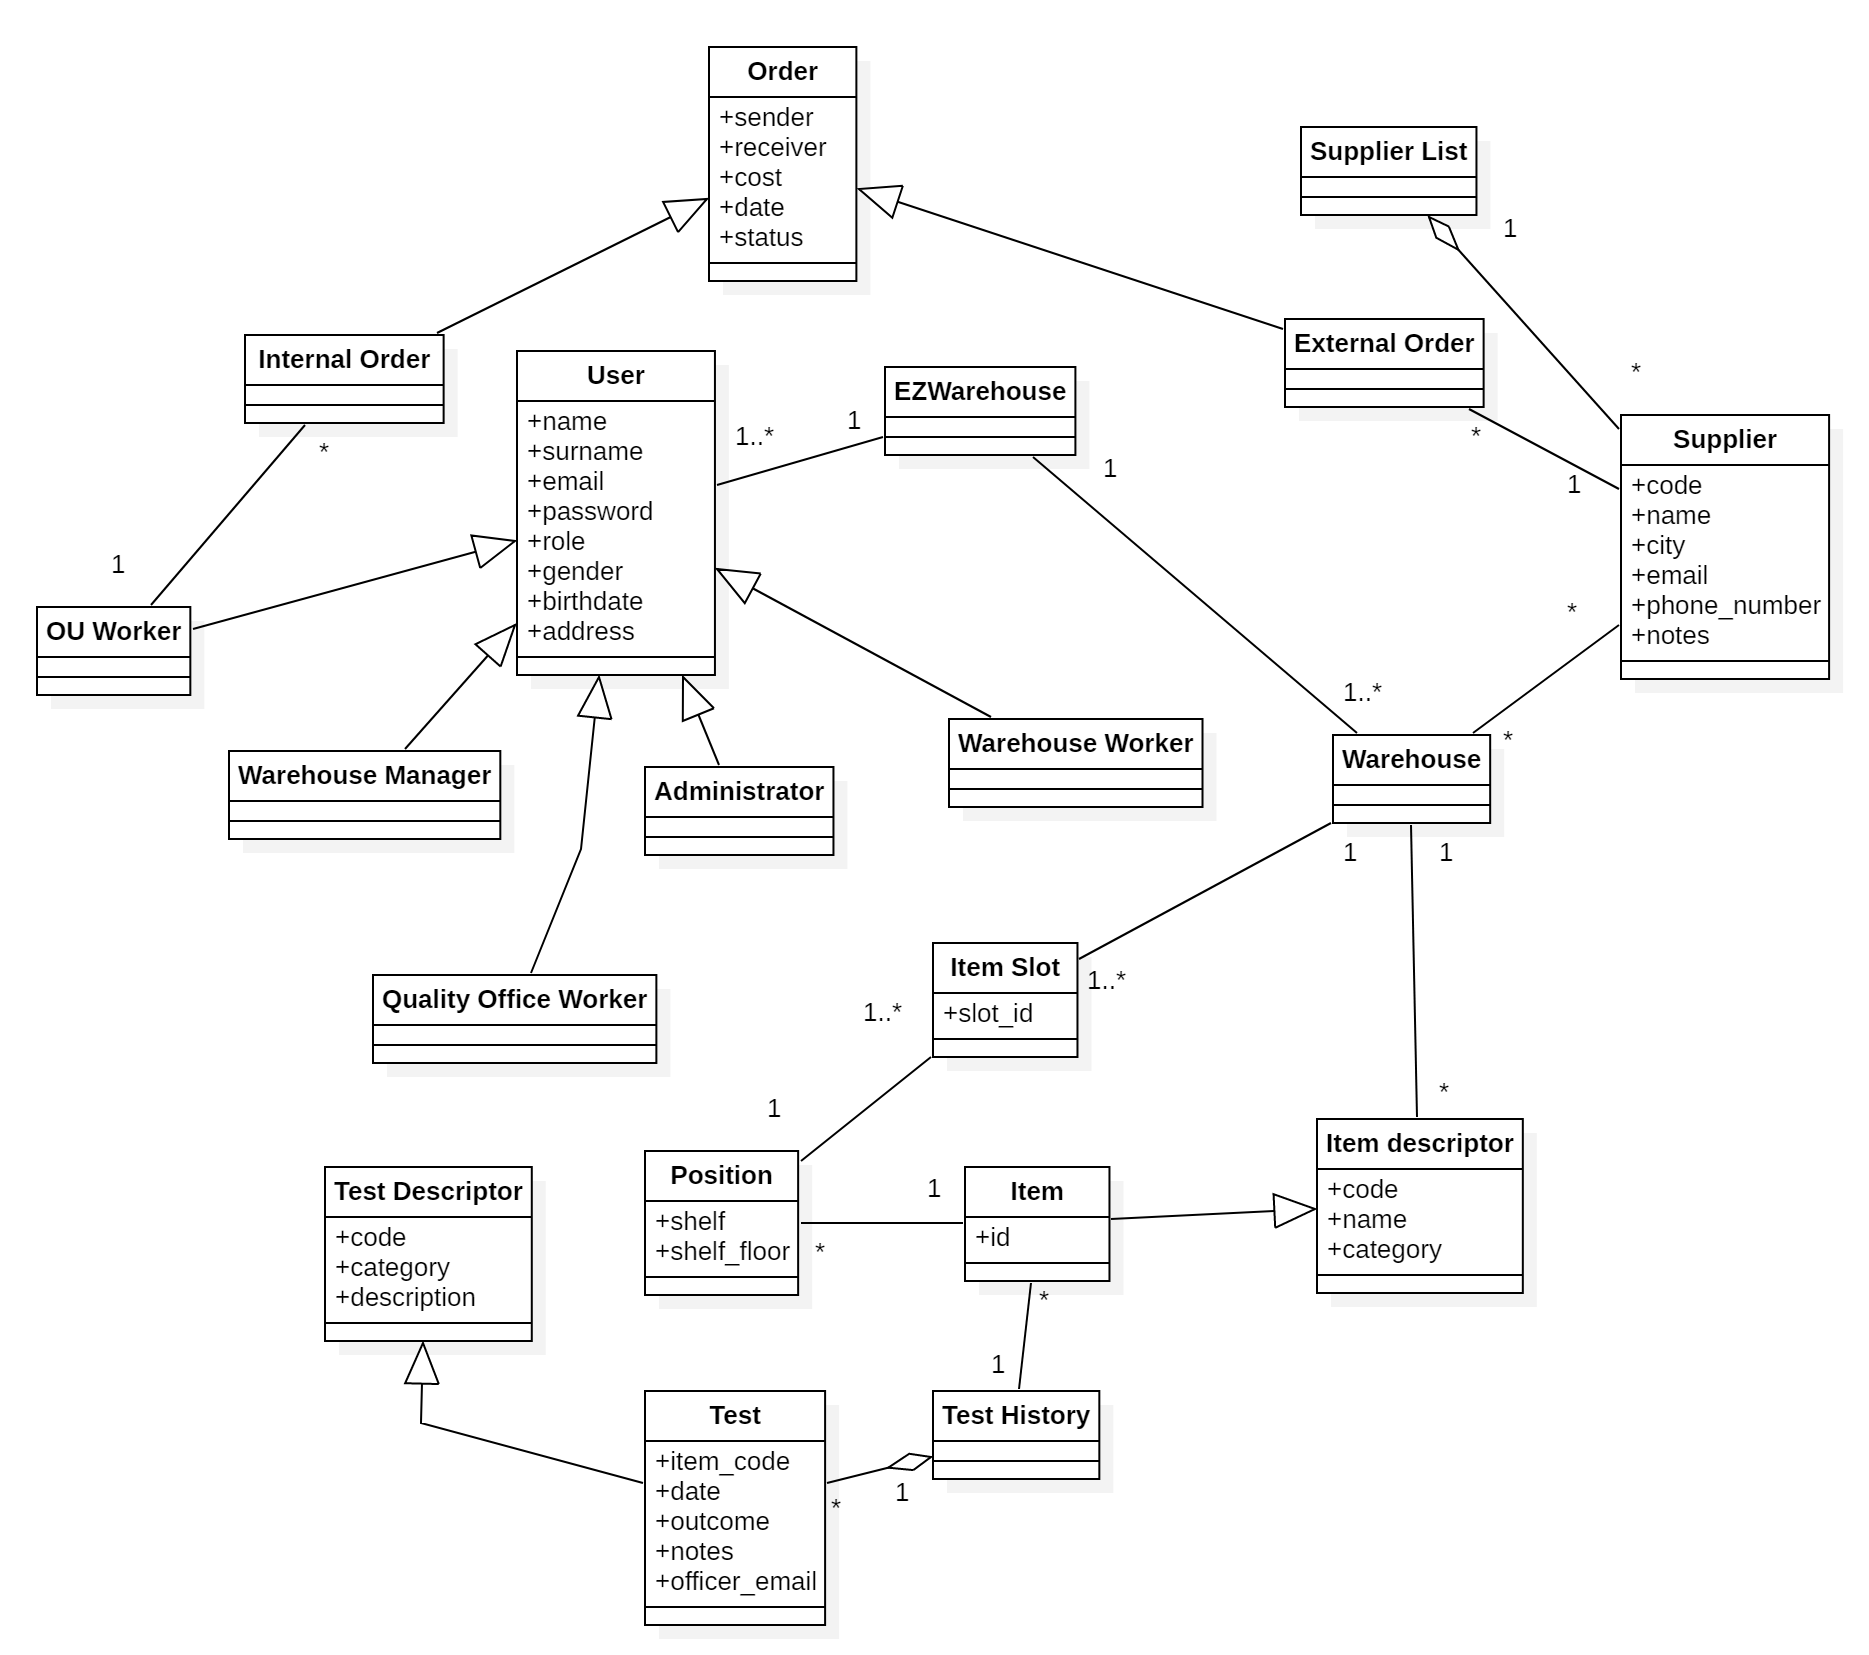 Order
+sender
+receiver
+cost
+date
+status
Supplier List
1
*
Internal Order
*
1
External Order
*
1
User
+name
+surname
+email
+password
+role
+gender
+birthdate
+address
1..*
1
EZWarehouse
1
1..*
Supplier
+code
+name
+city
+email
+phone_number
+notes
*
*
OU Worker
Warehouse Manager
Administrator
Warehouse Worker
Warehouse
1
1
Quality Office Worker
Item Slot
+slot_id
1..*
1..*
1
*
Item descriptor
+code
+name
+category
Position
+shelf
+shelf_floor
*
1
Item
+id
*
1
Test Descriptor
+code
+category
+description
Test
+item_code
+date
+outcome
+notes
+officer_email
*
1
Test History